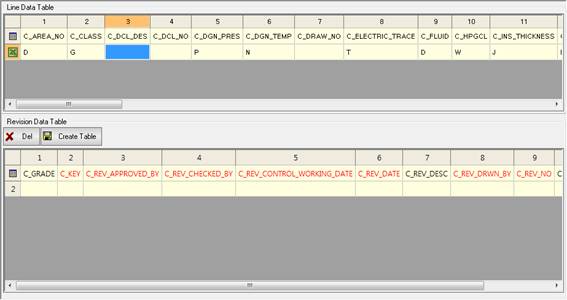 Line Data Table
1 2 3 4 5 6 7 8 9 10 11
C_AREA_NO C_CLASS C_DCL_DES C_DCL_NO C_DGN_PRES C_DGN_TEMP C_DRAW_NO C_ELECTRIC_TRACE C_FLUID C_HPGCL C_INS_THICKNESS
D G P N T D W J
Revision Data Table
Del Create Table
1 2 3 4 5 6 7 8 9
C_GRADE C_KEY C_REV_APPROVED_BY C_REV_CHECKED_BY C_REV_CONTROL_WORKING_DATE C_REV_DATE C_REV_DESC C_REV_DRWN_BY C_REV_NO C
2